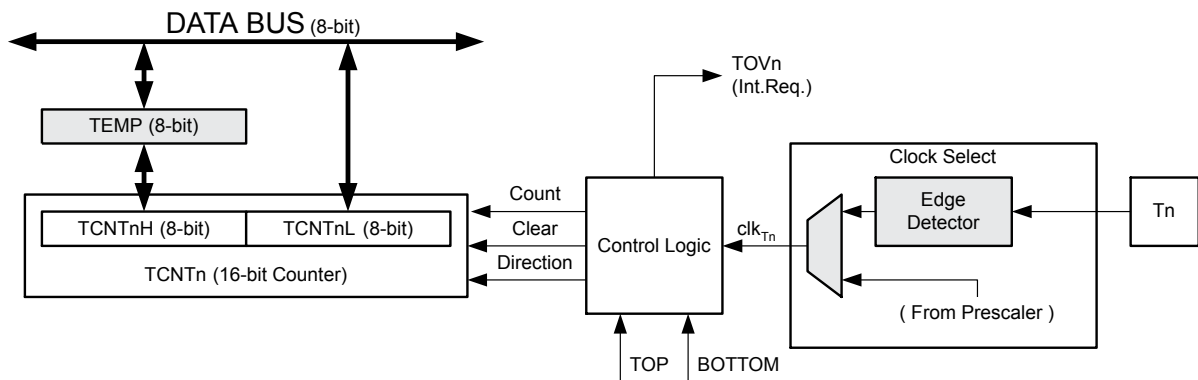 DATA BUS (8-bit)
TEMP (8-bit)
TCNTnH (8-bit)
TCNTnL (8-bit)
TCNTn (16-bit Counter)
Count
Clear
Direction
Control Logic
TOVn
(Int.Req.)
TOP
BOTTOM
clkTn
Clock Select
Edge
Detector
( From Prescaler )
Tn